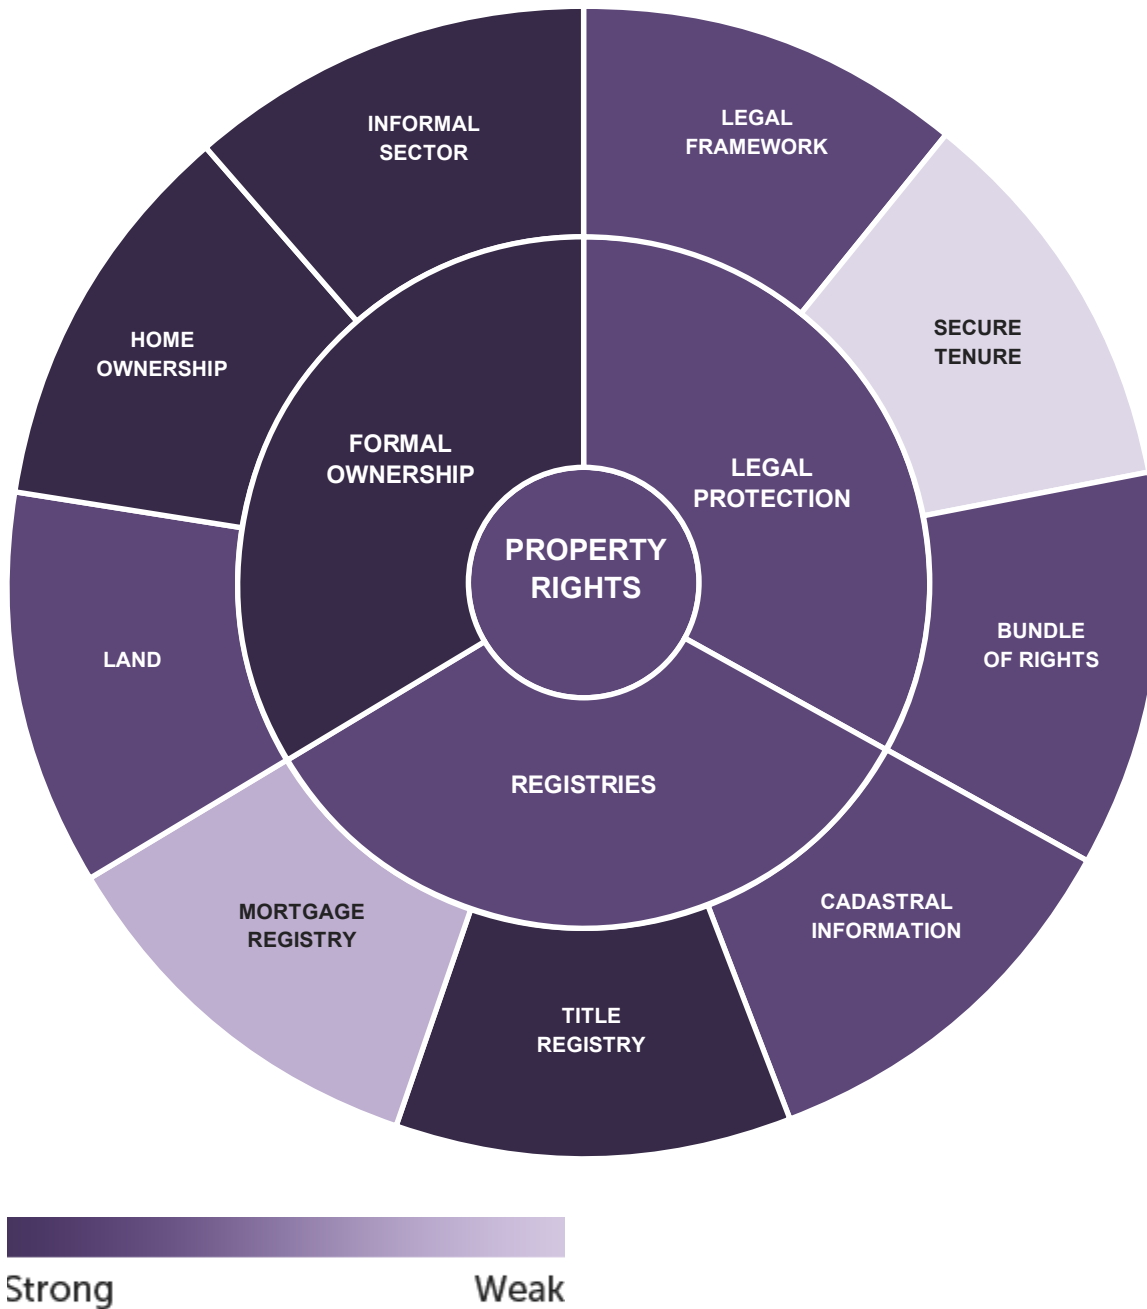 INFORMAL
SECTOR
LEGAL
FRAMEWORK
HOME
OWNERSHIP
SECURE
TENURE
FORMAL
OWNERSHIP
LEGAL
PROTECTION
PROPERTY
RIGHTS
LAND
BUNDLE
OF RIGHTS
REGISTRIES
MORTGAGE
REGISTRY
CADASTRAL
INFORMATION
TITLE
REGISTRY
Strong
Weak